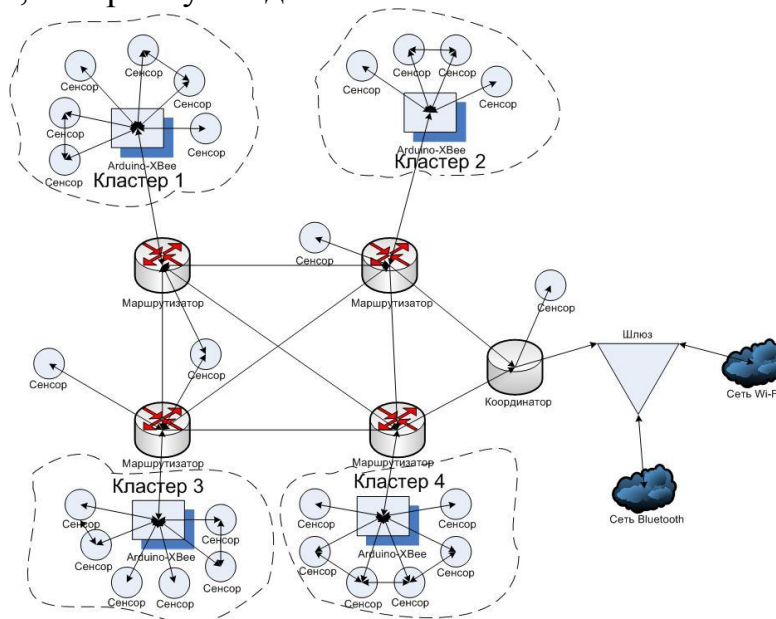 Сенсор
Сенсор
Сенсор
Сенсор
Сенсор
Сенсор
Arduino-XBee
Кластер 1
Сенсор
Сенсор
Сенсор
Сенсор
Arduino-XBee
Кластер 2
Сенсор
Маршрутизатор
Маршрутизатор
Сенсор
Шлюз
Сенсор
Сенсор
Сеть Wi-F
Координатор
Маршрутизатор
Маршрутизатор
Кластер 3
Кластер 4
Сеть Bluetooth
Сенсор
Сенсор
Сенсор
Arduino-XBee
Сенсор
Сенсор
Сенсор
Сенсор
Сенсор
Arduino-XBee
Сенсор
Сенсор
Сенсор
Сенсор